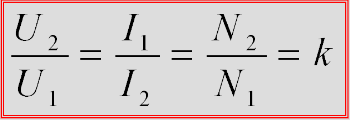 U₂/U₁ = I₁/I₂ = N₂/N₁ = k